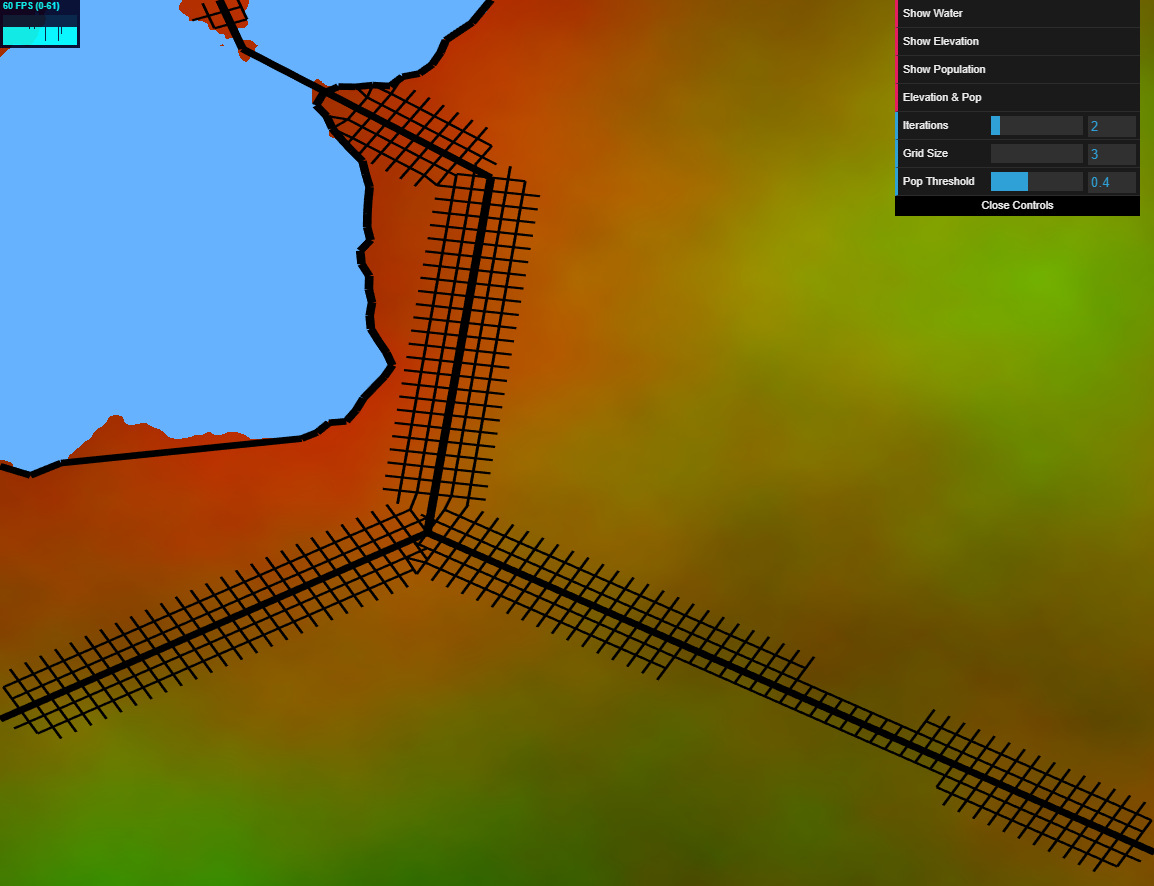 60 FPS (0-61)
Show Water
Show Elevation
Show Population
Elevation & Pop
Iterations 2
Grid Size 3
Pop Threshold 0.4
Close Controls